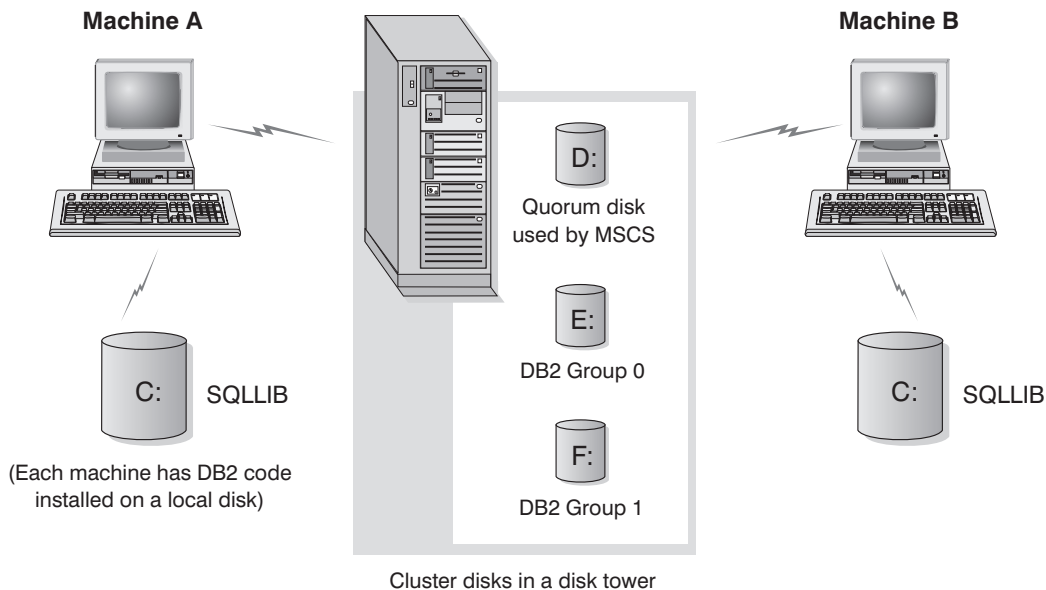 Machine A
Machine B
D:
Quorum disk
used by MSCS
E:
DB2 Group 0
C:
SQLLIB
C:
SQLLIB
F:
(Each machine has DB2 code
installed on a local disk)
DB2 Group 1
Cluster disks in a disk tower